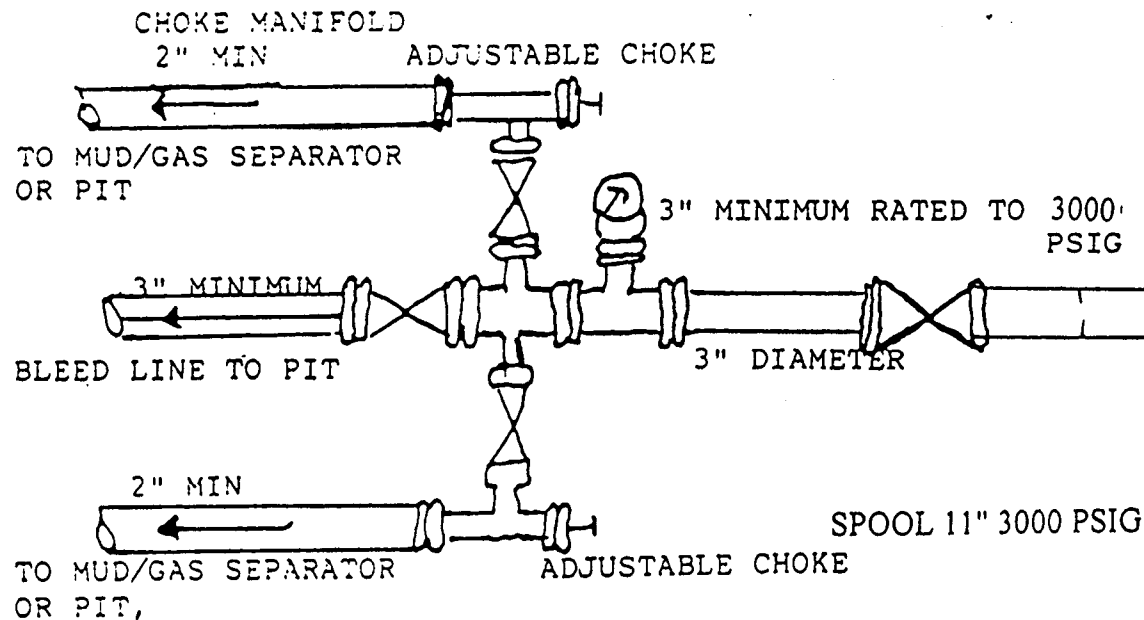 CHOKE MANIFOLD
2" MIN
ADJUSTABLE CHOKE
TO MUD/GAS SEPARATOR
OR PIT
3" MINIMUM RATED TO 3000
PSIG
3" MINIMUM
BLEED LINE TO PIT
3" DIAMETER
2" MIN
SPOOL 11" 3000 PSIG
TO MUD/GAS SEPARATOR
OR PIT,
ADJUSTABLE CHOKE